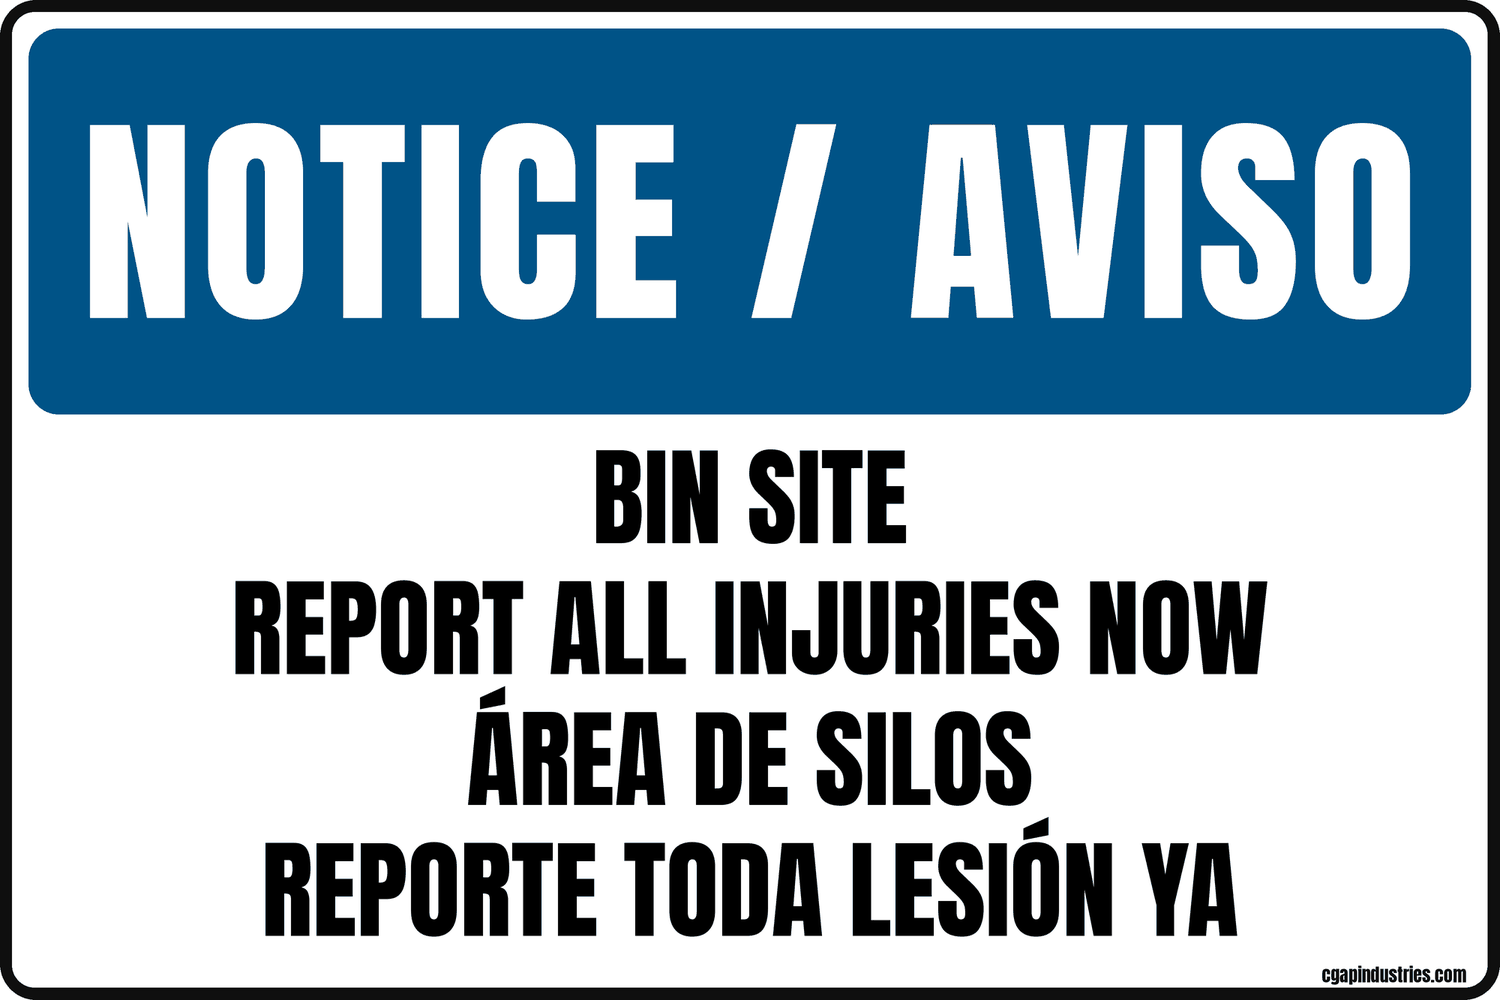 NOTICE / AVISO
BIN SITE
REPORT ALL INJURIES NOW
ÁREA DE SILOS
REPORTE TODA LESIÓN YA
cgapindustries.com